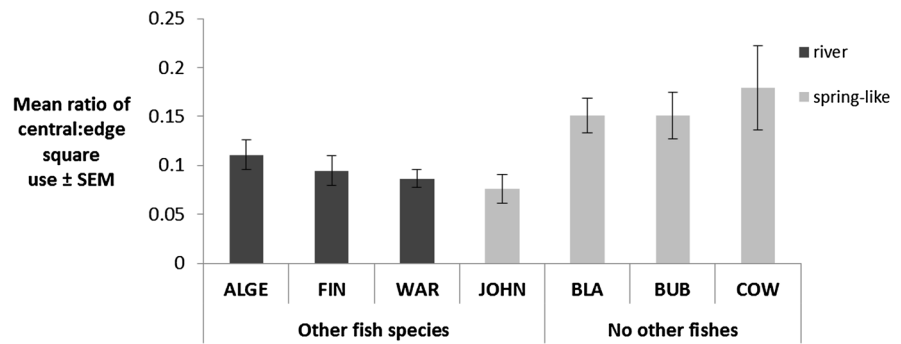 0.25
0.2
0.15
0.1
0.05
0
Mean ratio of
central:edge
square
use ± SEM
river
spring-like
ALGE FIN WAR JOHN BLA BUB COW
Other fish species No other fishes